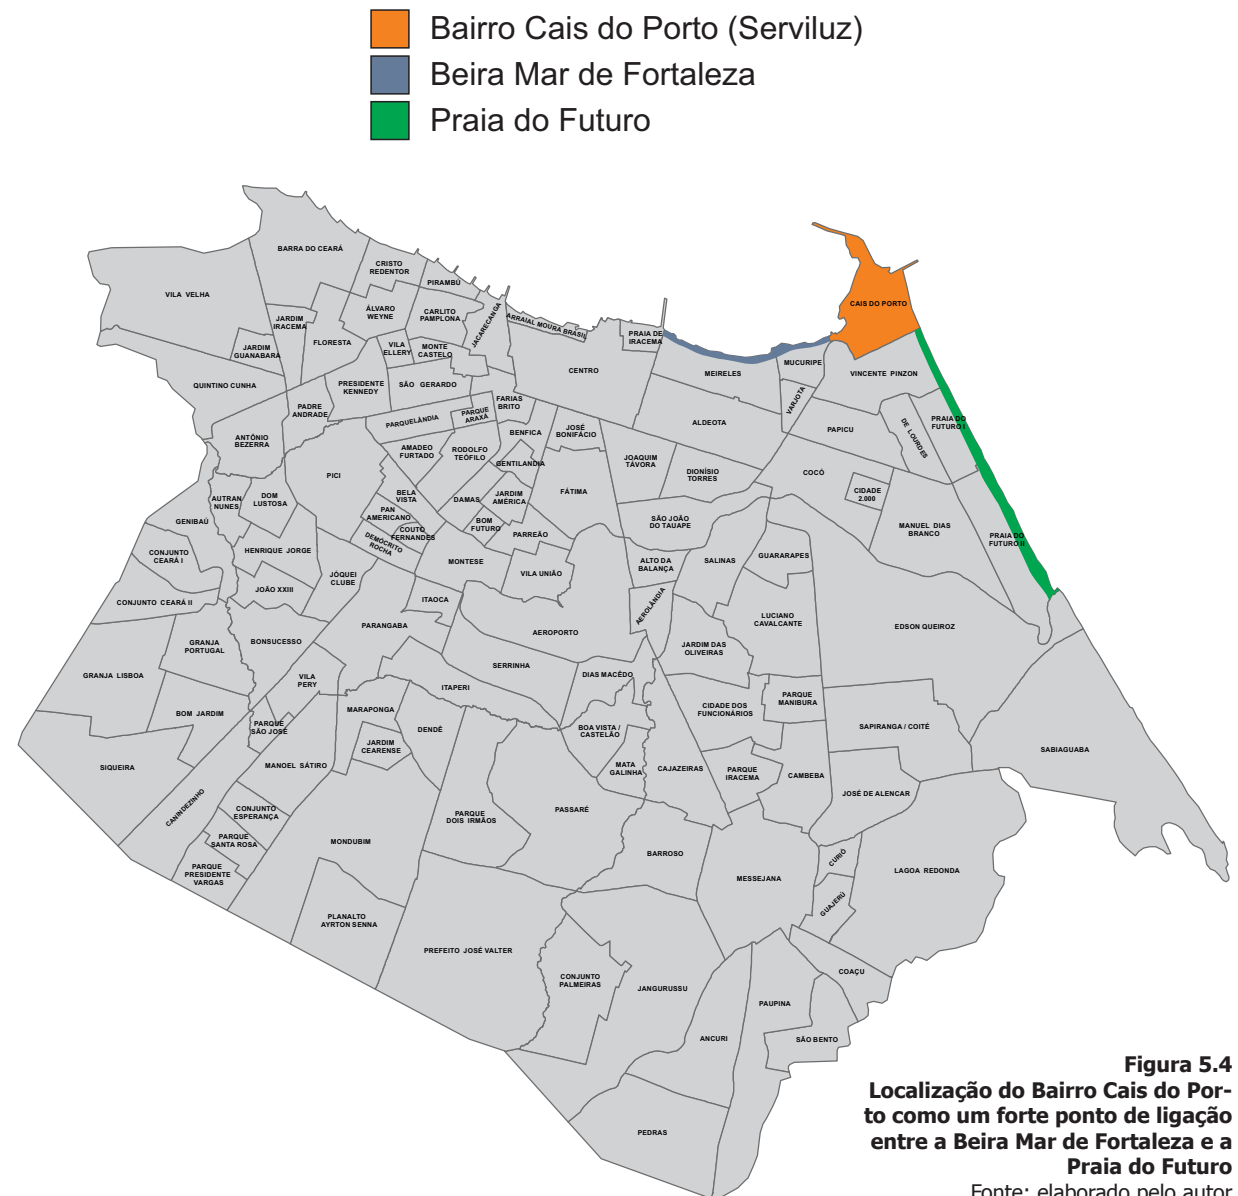 Bairro Cais do Porto (Serviluz)
Beira Mar de Fortaleza
Praia do Futuro
BARRA DO CEARÁ
CRISTO
REDENTOR
PIRAMBÚ
VILA VELHA
JARDIM
IRACEMA
ÁLVARO
WEYNE
CARLITO
PAMPLONA
JACARECANGA
ARRAIAL MOURA BRASIL
PRAIA DE
IRACEMA
CAIS DO PORTO
JARDIM
GUANABARA
FLORESTA
VILA
ELLERY
MONTE
CASTELO
CENTRO
MEIRELES
MUCURIPE
VINCENTE PINZON
QUINTINO CUNHA
PRESIDENTE
KENNEDY
SÃO GERARDO
PADRE
ANDRADE
PARQUELÂNDIA
PARQUE
ARAXÁ
FARIAS
BRITO
VARJOTA
ALDEOTA
PAPICU
DE LOURDES
PRAIA DO
FUTURO I
ANTÔNIO
BEZERRA
AMADEO
FURTADO
RODOLFO
TEÓFILO
BENFICA
JOSÉ
BONIFÁCIO
GENTILANDIA
JOAQUIM
TÁVORA
DIONÍSIO
TORRES
COCÓ
CIDADE
2.000
PICI
BELA
VISTA
DAMAS
JARDIM
AMÉRICA
FÁTIMA
AUTRAN
NUNES
DOM
LUSTOSA
PAN
AMERICANO
COUTO
FERNANDES
BOM
FUTURO
PARREÃO
SÃO JOÃO
DO TAUAPE
MANUEL DIAS
BRANCO
PRAIA DO
FUTURO II
GENIBAÚ
DEMÓCRITO
ROCHA
HENRIQUE JORGE
CONJUNTO
CEARÁ I
JÓQUEI
CLUBE
MONTESE
VILA UNIÃO
ALTO DA
BALANÇA
SALINAS
GUARARAPES
JOÃO XXIII
CONJUNTO CEARÁ II
ITAOCA
AEROLÂNDIA
LUCIANO
CAVALCANTE
EDSON QUEIROZ
PARANGABA
AEROPORTO
BONSUCESSO
GRANJA
PORTUGAL
JARDIM DAS
OLIVEIRAS
SERRINHA
GRANJA LISBOA
VILA
PERY
ITAPERI
DIAS MACÊDO
PARQUE
MANIBURA
CIDADE DOS
FUNCIONÁRIOS
BOM JARDIM
PARQUE
SÃO JOSÉ
MARAPONGA
DENDÊ
BOA VISTA /
CASTELÃO
SAPIRANGA / COITÉ
SABIAGUABA
JARDIM
CEARENSE
SIQUEIRA
MANOEL SÁTIRO
MATA
GALINHA
CAJAZEIRAS
PARQUE
IRACEMA
CAMBEBA
JOSÉ DE ALENCAR
CANINDEZINHO
CONJUNTO
ESPERANÇA
PARQUE
DOIS IRMÃOS
PASSARÉ
PARQUE
SANTA ROSA
MONDUBIM
BARROSO
CURIÓ
PARQUE
PRESIDENTE
VARGAS
MESSEJANA
LAGOA REDONDA
GUAJERÚ
PLANALTO
AYRTON SENNA
PREFEITO JOSÉ VALTER
CONJUNTO
PALMEIRAS
JANGURUSSU
COAÇU
PAUPINA
ANCURI
SÃO BENTO
PEDRAS
Figura 5.4
Localização do Bairro Cais do Por-
to como um forte ponto de ligação
entre a Beira Mar de Fortaleza e a
Praia do Futuro
Fonte: elaborado pelo autor